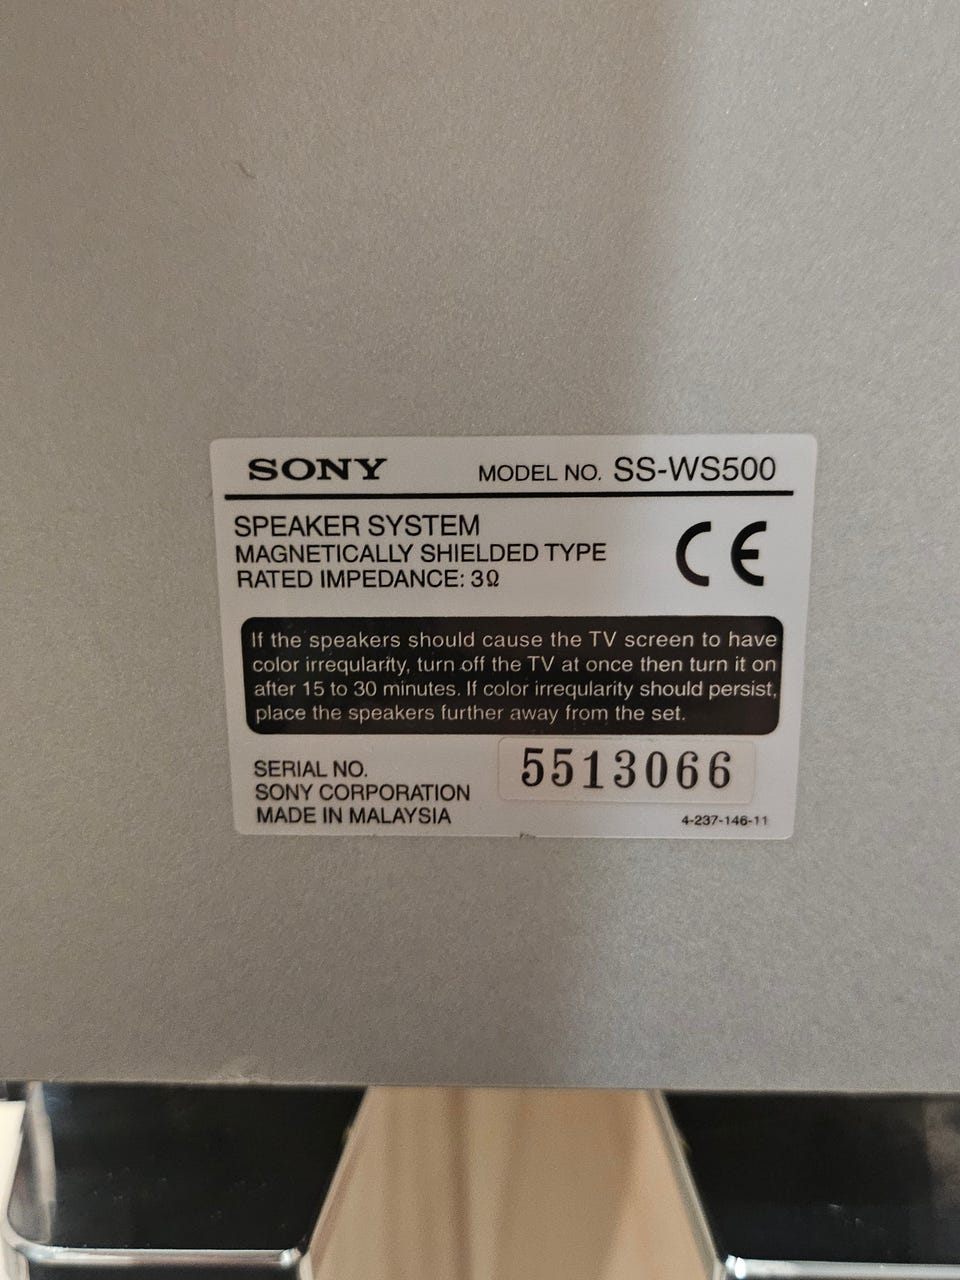 SONY MODEL NO. SS-WS500
SPEAKER SYSTEM
MAGNETICALLY SHIELDED TYPE
RATED IMPEDANCE: 3Ω
CE
If the speakers should cause the TV screen to have
color irreqularity, turn off the TV at once then turn it on
after 15 to 30 minutes. If color irreqularity should persist,
place the speakers further away from the set.
SERIAL NO. 5513066
SONY CORPORATION
MADE IN MALAYSIA 4-237-146-11